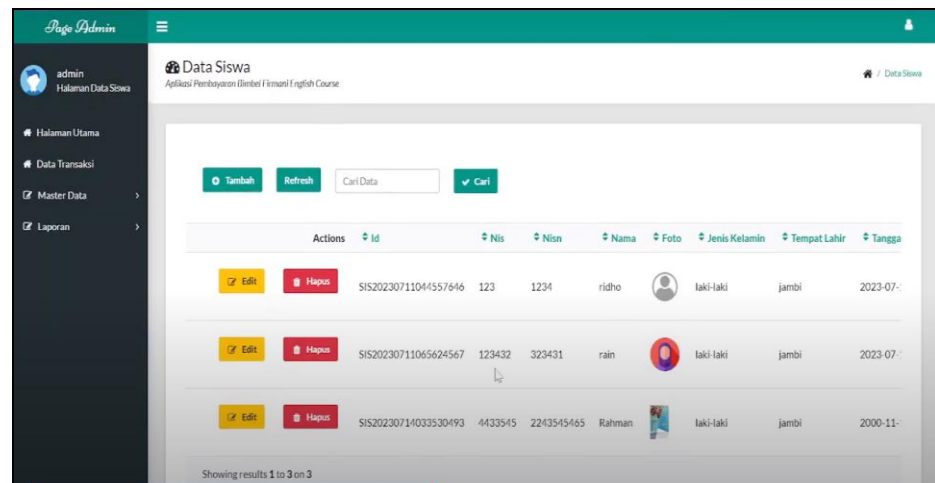 Page Admin
admin
Halaman Data Siswa
Halaman Utama
Data Transaksi
Master Data
Laporan
Data Siswa
Aplikasi Pembayaran Bimbel Firmani English Course
/ Data Siswa
Tambah Refresh Cari Data Cari
Actions Id Nis Nisn Nama Foto Jenis Kelamin Tempat Lahir Tangga
Edit Hapus SIS20230711044557646 123 1234 ridho laki-laki jambi 2023-07-
Edit Hapus SIS20230711065624567 123432 323431 rain laki-laki jambi 2023-07-
Edit Hapus SIS20230714033530493 4433545 2243545465 Rahman laki-laki jambi 2000-11-
Showing results 1 to 3 on 3